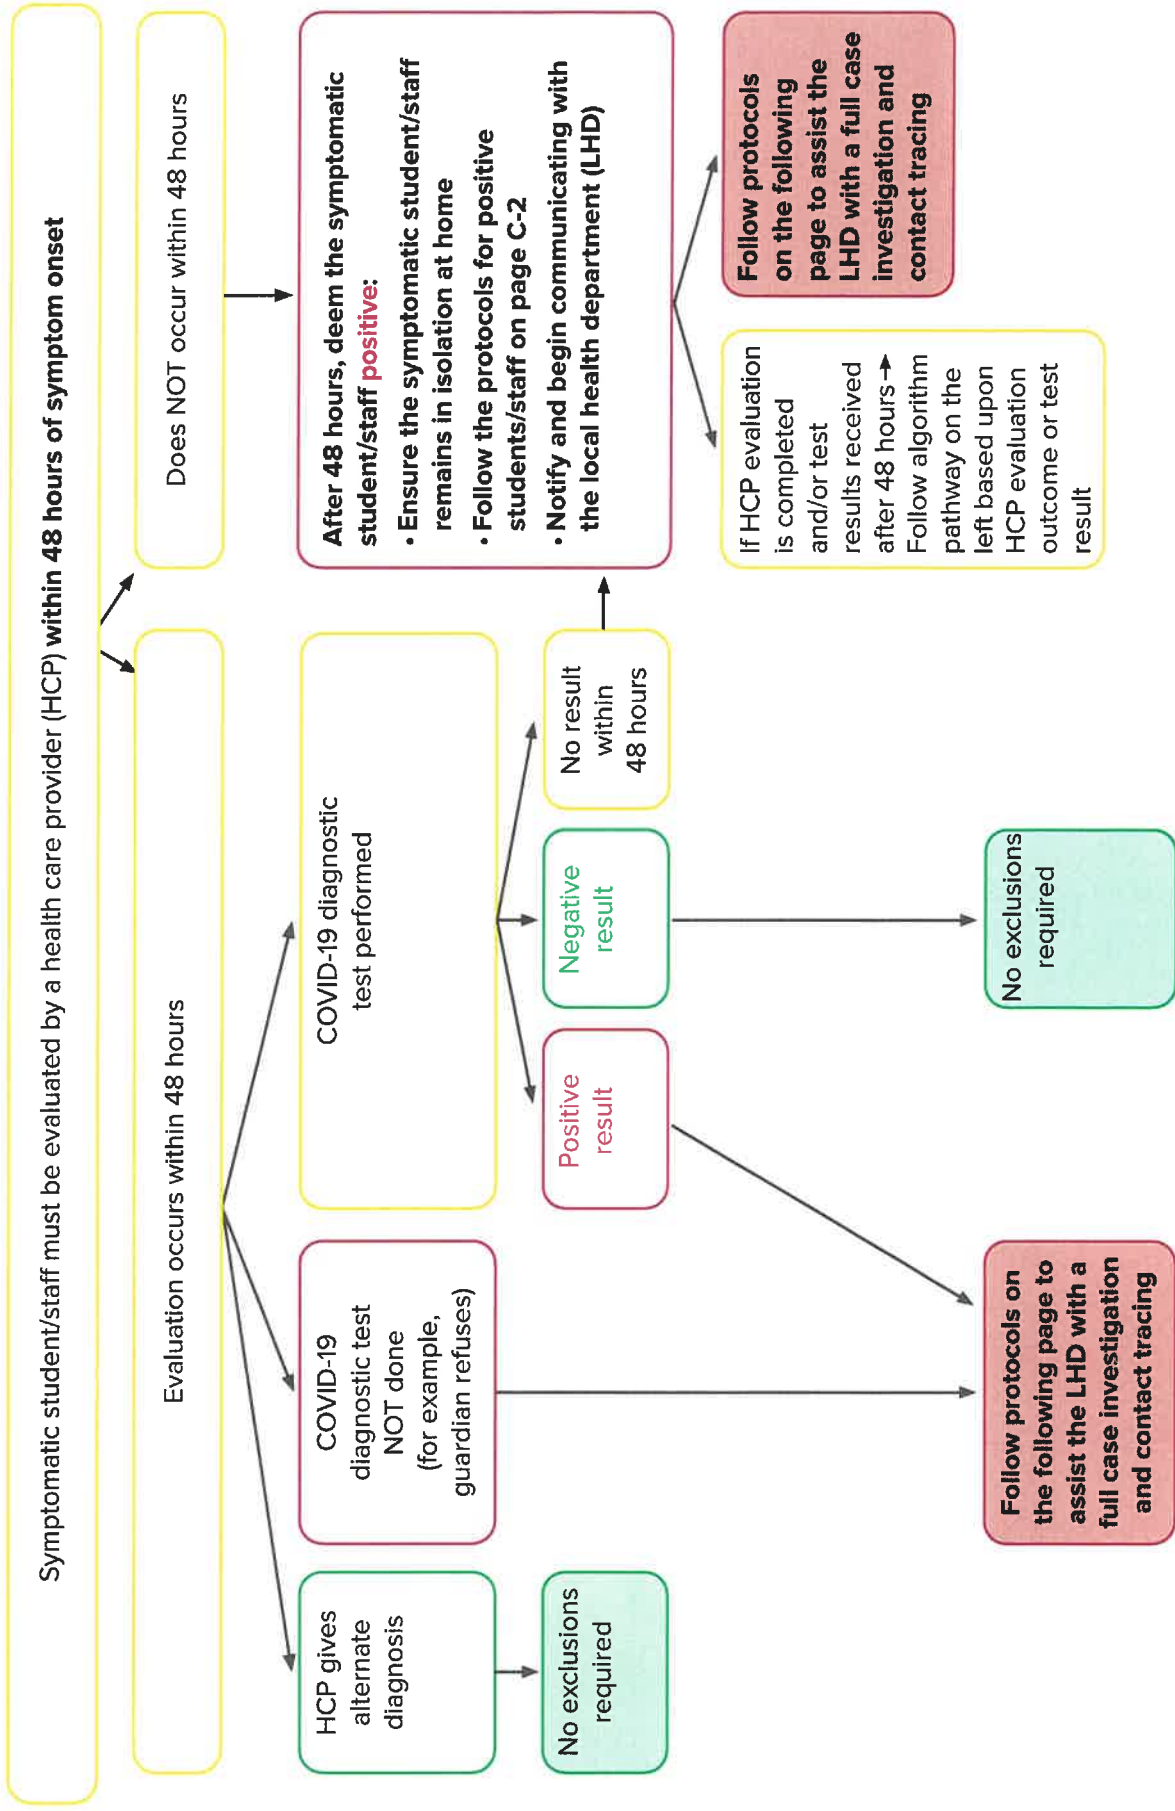 Symptomatic student/staff must be evaluated by a health care provider (HCP) within 48 hours of symptom onset
Evaluation occurs within 48 hours
Does NOT occur within 48 hours
HCP gives
alternate
diagnosis
No exclusions
required
COVID-19
diagnostic test
NOT done
(for example,
guardian refuses)
COVID-19 diagnostic
test performed
Positive
result
Negative
result
No result
within
48 hours
Follow protocols on
the following page to
assist the LHD with a
full case investigation
and contact tracing
No exclusions
required
After 48 hours, deem the symptomatic
student/staff positive:
• Ensure the symptomatic student/staff
remains in isolation at home
• Follow the protocols for positive
students/staff on page C-2
• Notify and begin communicating with
the local health department (LHD)
If HCP evaluation
is completed
and/or test
results received
after 48 hours →
Follow algorithm
pathway on the
left based upon
HCP evaluation
outcome or test
result
Follow protocols
on the following
page to assist the
LHD with a full case
investigation and
contact tracing